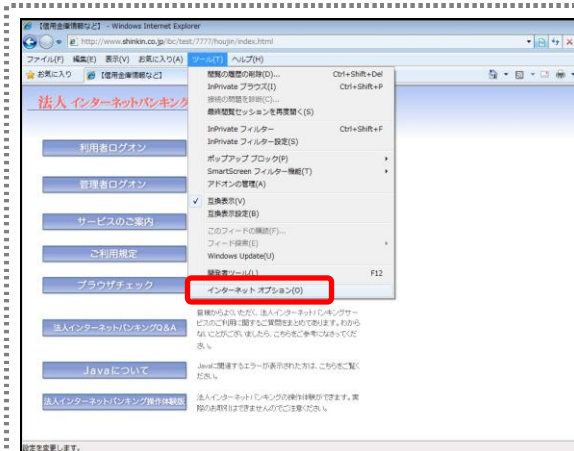 【信用金庫情報など】 - Windows Internet Explorer
http://www.shinkin.co.jp/ibc/test/7777/houjin/index.html
ファイル(F) 編集(E) 表示(V) お気に入り(A) ツール(T) ヘルプ(H)
お気に入り 【信用金庫情報など】
法人 インターネットバンキング
利用者ログオン
管理者ログオン
サービスのご案内
ご利用規定
ブラウザチェック
法人インターネットバンキングQ&A
Javaについて
法人インターネットバンキング操作体験版
閲覧の履歴の削除(D)... Ctrl+Shift+Del
InPrivate ブラウズ(I) Ctrl+Shift+P
接続の問題を診断(C)...
最終閲覧セッションを再度開く(S)
InPrivate フィルター Ctrl+Shift+F
InPrivate フィルター設定(S)
ポップアップ ブロック(P)
SmartScreen フィルター機能(T)
アドオンの管理(A)
互換表示(V)
互換表示設定(B)
このフィードの購読(F)...
フィード探索(E)
Windows Update(U)
開発者ツール(L) F12
インターネット オプション(O)
皆様からよくいただく、法人インターネットバンキングサー
ビスのご利用に関するご質問をまとめてあります。わから
ないことがございましたら、こちらをご参考になさってくだ
さい。
Javaに関連するエラーが表示された方は、こちらをご覧く
ださい。
法人インターネットバンキングの操作体験ができます。実
際のお取引はできませんのでご注意ください。
設定を変更します。